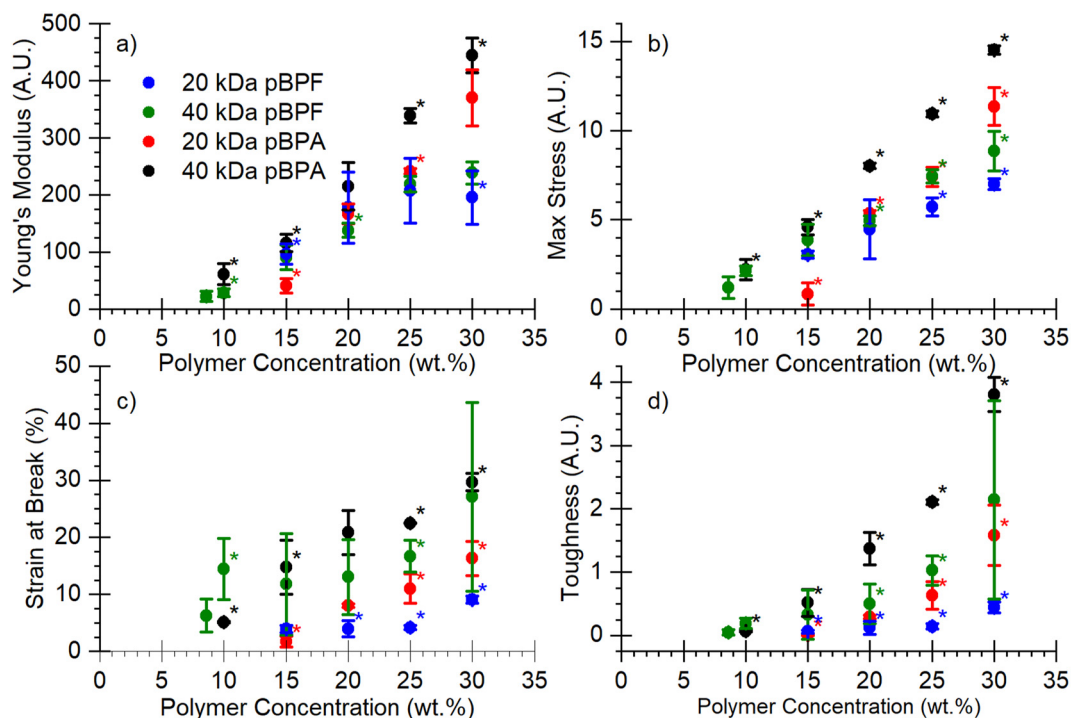 a)
Young's Modulus (A.U.)
500
400
300
200
100
0
20 kDa pBPF
40 kDa pBPF
20 kDa pBPA
40 kDa pBPA
* * * * * * * * * *
0 5 10 15 20 25 30 35
Polymer Concentration (wt.%)
b)
Max Stress (A.U.)
15
10
5
0
* * * * * * * * * * * * *
0 5 10 15 20 25 30 35
Polymer Concentration (wt.%)
c)
Strain at Break (%)
50
40
30
20
10
0
* * * * * * * * * * * *
0 5 10 15 20 25 30 35
Polymer Concentration (wt.%)
d)
Toughness (A.U.)
4
3
2
1
0
* * * * * * * * * * * * *
0 5 10 15 20 25 30 35
Polymer Concentration (wt.%)